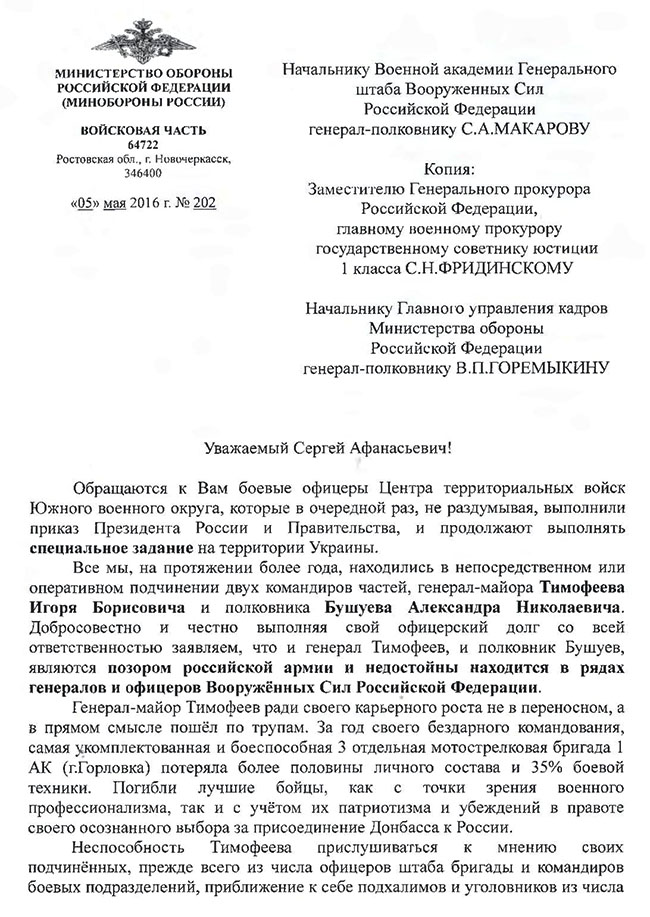 МИНИСТЕРСТВО ОБОРОНЫ
РОССИЙСКОЙ ФЕДЕРАЦИИ
(МИНОБОРОНЫ РОССИИ)
ВОЙСКОВАЯ ЧАСТЬ
64722
Ростовская обл., г. Новочеркасск,
346400
«05» мая 2016 г. № 202
Начальнику Военной академии Генерального
штаба Вооруженных Сил
Российской Федерации
генерал-полковнику С.А.МАКАРОВУ
Копия:
Заместителю Генерального прокурора
Российской Федерации,
главному военному прокурору
государственному советнику юстиции
1 класса С.Н.ФРИДИНСКОМУ
Начальнику Главного управления кадров
Министерства обороны
Российской Федерации
генерал-полковнику В.П.ГОРЕМЫКИНУ
Уважаемый Сергей Афанасьевич!
Обращаются к Вам боевые офицеры Центра территориальных войск
Южного военного округа, которые в очередной раз, не раздумывая, выполнили
приказ Президента России и Правительства, и продолжают выполнять
специальное задание на территории Украины.
Все мы, на протяжении более года, находились в непосредственном или
оперативном подчинении двух командиров частей, генерал-майора Тимофеева
Игоря Борисовича и полковника Бушуева Александра Николаевича.
Добросовестно и честно выполняя свой офицерский долг со всей
ответственностью заявляем, что и генерал Тимофеев, и полковник Бушуев,
являются позором российской армии и недостойны находится в рядах
генералов и офицеров Вооружённых Сил Российской Федерации.
Генерал-майор Тимофеев ради своего карьерного роста не в переносном, а
в прямом смысле пошёл по трупам. За год своего бездарного командования,
самая укомплектованная и боеспособная 3 отдельная мотострелковая бригада 1
АК (г.Горловка) потеряла более половины личного состава и 35% боевой
техники. Погибли лучшие бойцы, как с точки зрения военного
профессионализма, так и с учётом их патриотизма и убеждений в правоте
своего осознанного выбора за присоединение Донбасса к России.
Неспособность Тимофеева прислушиваться к мнению своих
подчинённых, прежде всего из числа офицеров штаба бригады и командиров
боевых подразделений, приближение к себе подхалимов и уголовников из числа